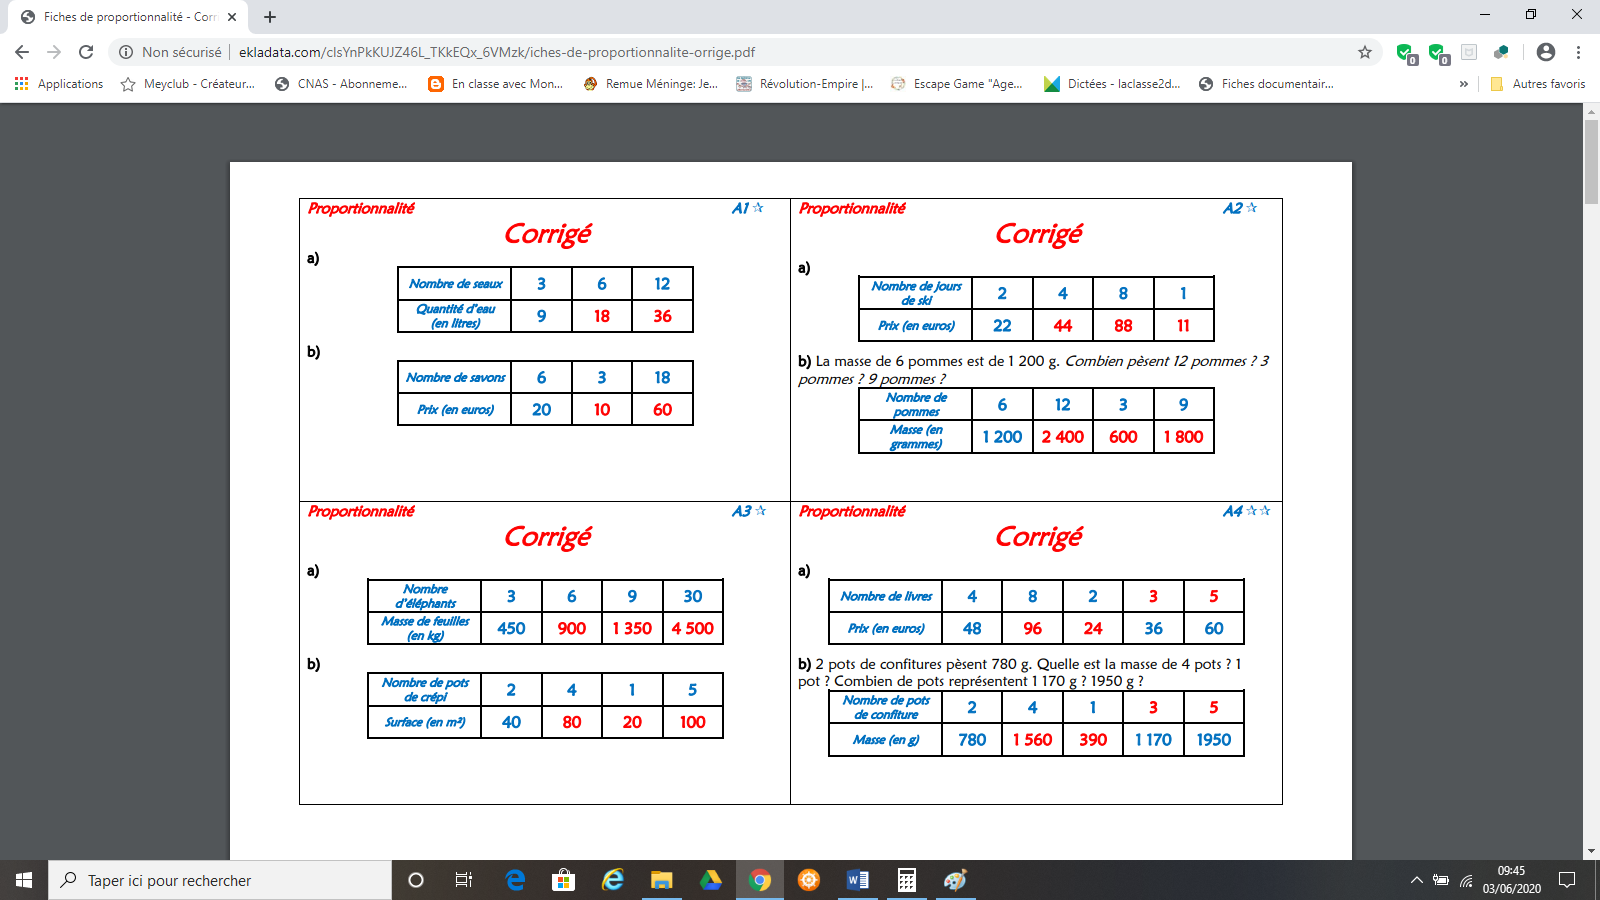 Fiches de proportionnalité - Corr
Non sécurisé | ekladata.com/clsYnPkKUJZ46L_TKkEQx_6VMzk/iches-de-proportionnalite-orrige.pdf
0 0
Applications Meyclub - Créateur... CNAS - Abonneme... En classe avec Mon... Remue Méninge: Je... Révolution-Empire |... Escape Game "Age... Dictées - laclasse2d... Fiches documentair... » Autres favoris
Proportionnalité A1 ☆
Corrigé
a)
Nombre de seaux 3 6 12
Quantité d'eau
(en litres) 9 18 36
b)
Nombre de savons 6 3 18
Prix (en euros) 20 10 60
Proportionnalité A2 ☆
Corrigé
a)
Nombre de jours
de ski 2 4 8 1
Prix (en euros) 22 44 88 11
b) La masse de 6 pommes est de 1 200 g. Combien pèsent 12 pommes ? 3
pommes ? 9 pommes ?
Nombre de
pommes 6 12 3 9
Masse (en
grammes) 1 200 2 400 600 1 800
Proportionnalité A3 ☆
Corrigé
a)
Nombre
d'éléphants 3 6 9 30
Masse de feuilles
(en kg) 450 900 1 350 4 500
b)
Nombre de pots
de crépi 2 4 1 5
Surface (en m²) 40 80 20 100
Proportionnalité A4 ☆☆
Corrigé
a)
Nombre de livres 4 8 2 3 5
Prix (en euros) 48 96 24 36 60
b) 2 pots de confitures pèsent 780 g. Quelle est la masse de 4 pots ? 1
pot ? Combien de pots représentent 1 170 g ? 1950 g ?
Nombre de pots
de confiture 2 4 1 3 5
Masse (en g) 780 1 560 390 1 170 1950
Taper ici pour rechercher
09:45
03/06/2020